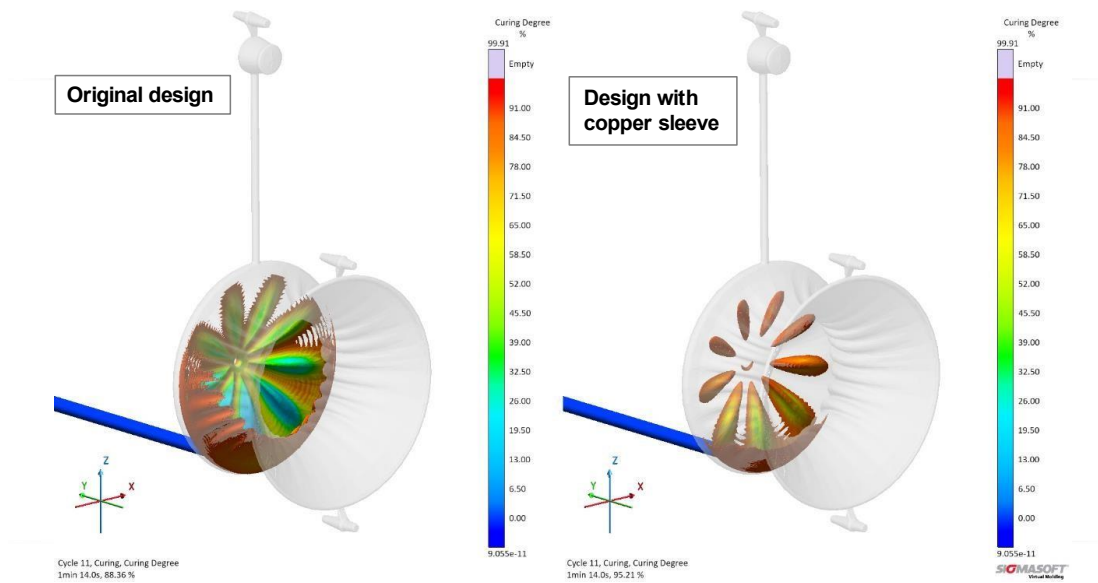 Curing Degree
%
99.91
Empty
91.00
84.50
78.00
71.50
65.00
58.50
52.00
45.50
39.00
32.50
26.00
19.50
13.00
6.50
0.00
9.055e-11
Original design
Z
Y
X
Cycle 11, Curing, Curing Degree
1min 14.0s, 88.36 %
Curing Degree
%
99.91
Empty
91.00
84.50
78.00
71.50
65.00
58.50
52.00
45.50
39.00
32.50
26.00
19.50
13.00
6.50
0.00
9.055e-11
Design with
copper sleeve
Z
Y
X
Cycle 11, Curing, Curing Degree
1min 14.0s, 95.21 %
SIGMASOFT
Virtual Molding